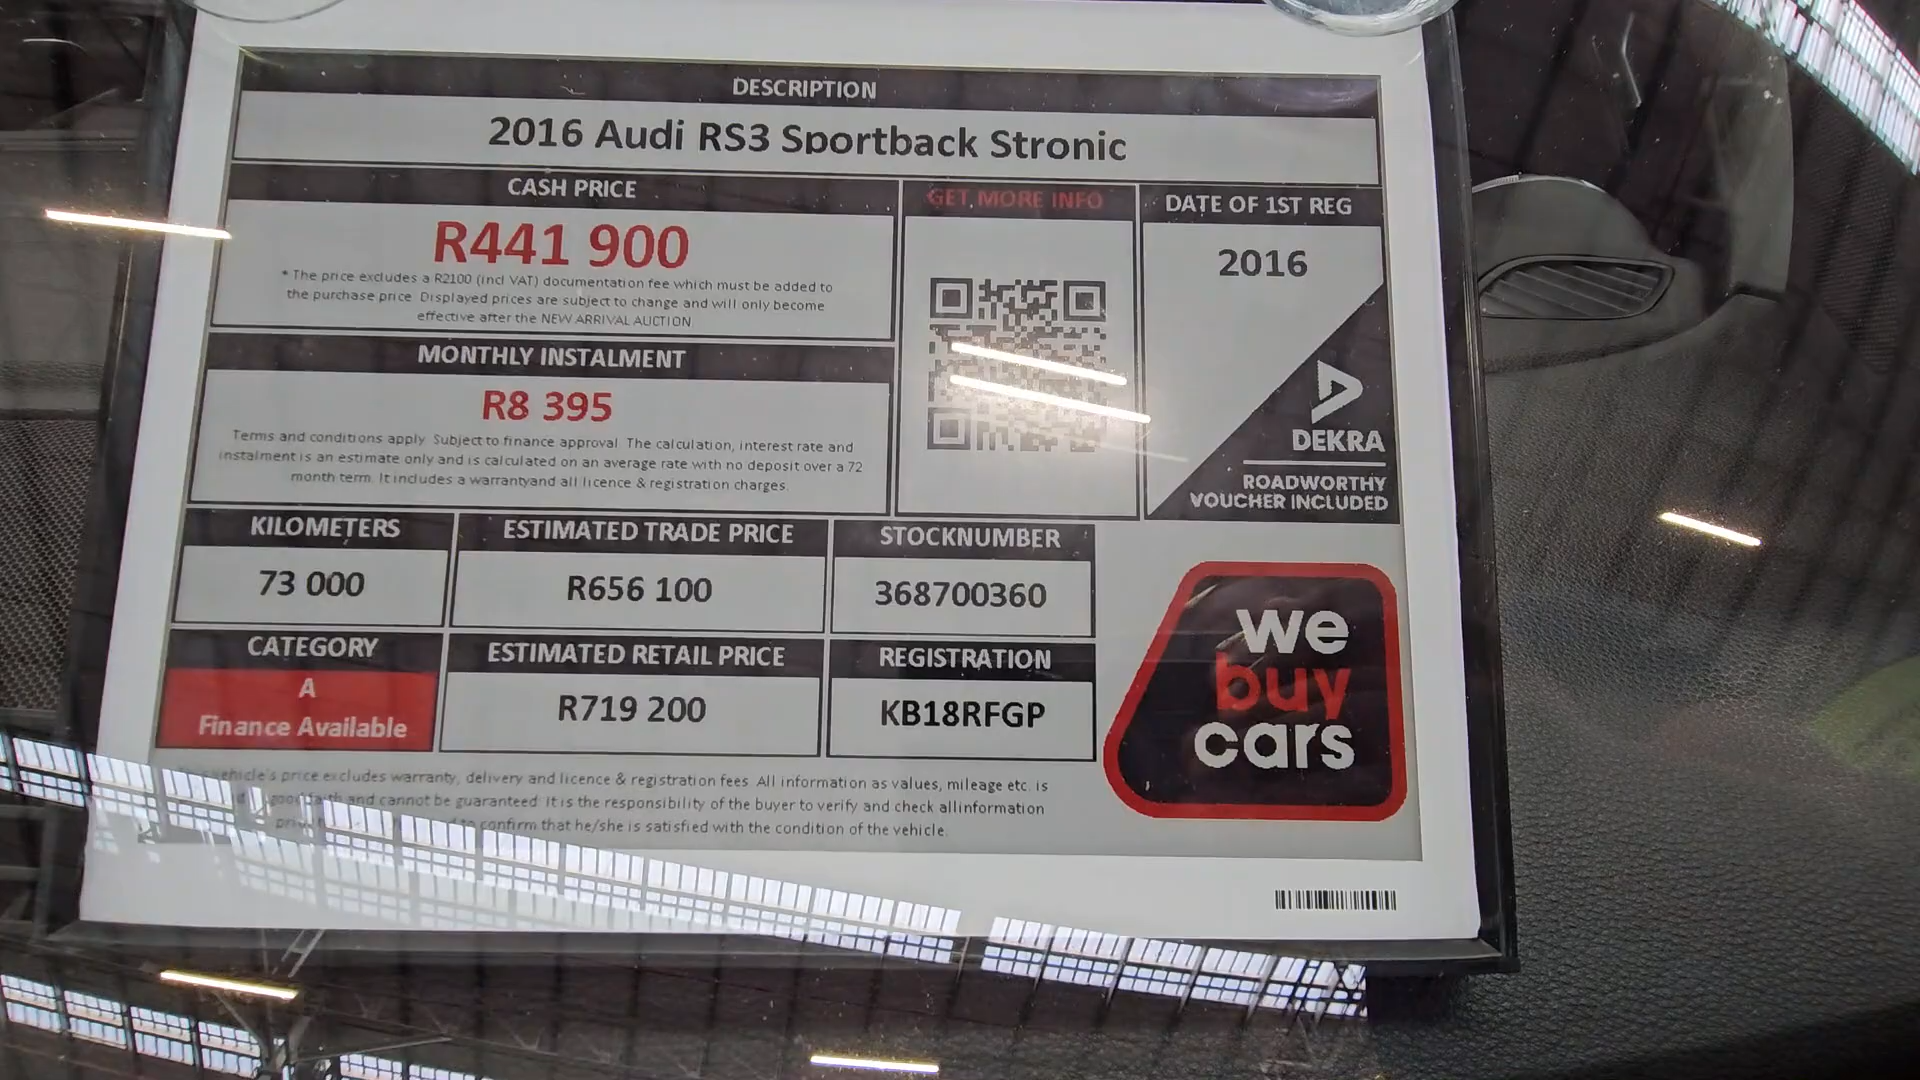 DESCRIPTION
2016 Audi RS3 Sportback Stronic
CASH PRICE
R441 900
* The price excludes a R2100 (incl VAT) documentation fee which must be added to
the purchase price. Displayed prices are subject to change and will only become
effective after the NEW ARRIVAL AUCTION
GET MORE INFO
DATE OF 1ST REG
2016
MONTHLY INSTALMENT
R8 395
Terms and conditions apply. Subject to finance approval. The calculation, interest rate and
instalment is an estimate only and is calculated on an average rate with no deposit over a 72
month term. It includes a warrantyand all licence & registration charges.
DEKRA
ROADWORTHY
VOUCHER INCLUDED
KILOMETERS
73 000
ESTIMATED TRADE PRICE
R656 100
STOCKNUMBER
368700360
CATEGORY
A
Finance Available
ESTIMATED RETAIL PRICE
R719 200
REGISTRATION
KB18RFGP
we
buy
cars
vehicle's price excludes warranty, delivery and licence & registration fees. All information as values, mileage etc. is
good faith and cannot be guaranteed. It is the responsibility of the buyer to verify and check allinformation
to confirm that he/she is satisfied with the condition of the vehicle.